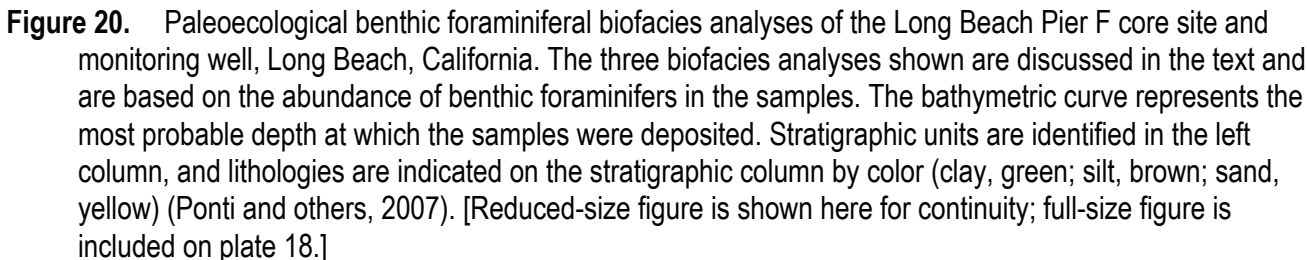 Figure 20. Paleoecological benthic foraminiferal biofacies analyses of the Long Beach Pier F core site and
monitoring well, Long Beach, California. The three biofacies analyses shown are discussed in the text and
are based on the abundance of benthic foraminifers in the samples. The bathymetric curve represents the
most probable depth at which the samples were deposited. Stratigraphic units are identified in the left
column, and lithologies are indicated on the stratigraphic column by color (clay, green; silt, brown; sand,
yellow) (Ponti and others, 2007). [Reduced-size figure is shown here for continuity; full-size figure is
included on plate 18.]